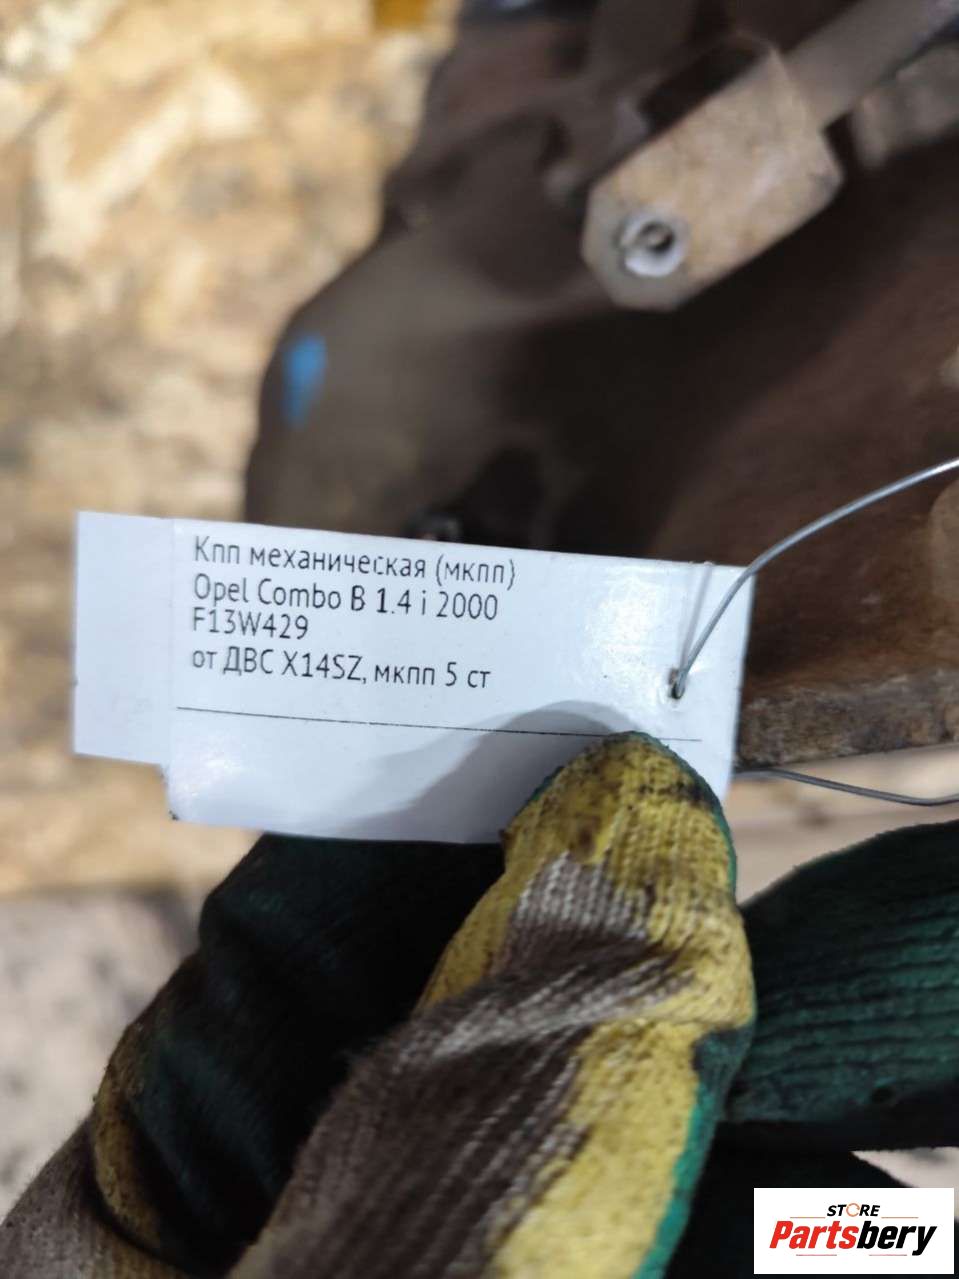 Кпп механическая (мкпп)
Opel Combo B 1.4 i 2000
F13W429
от ДВС X14SZ, мкпп 5 ст
STORE
Partsbery